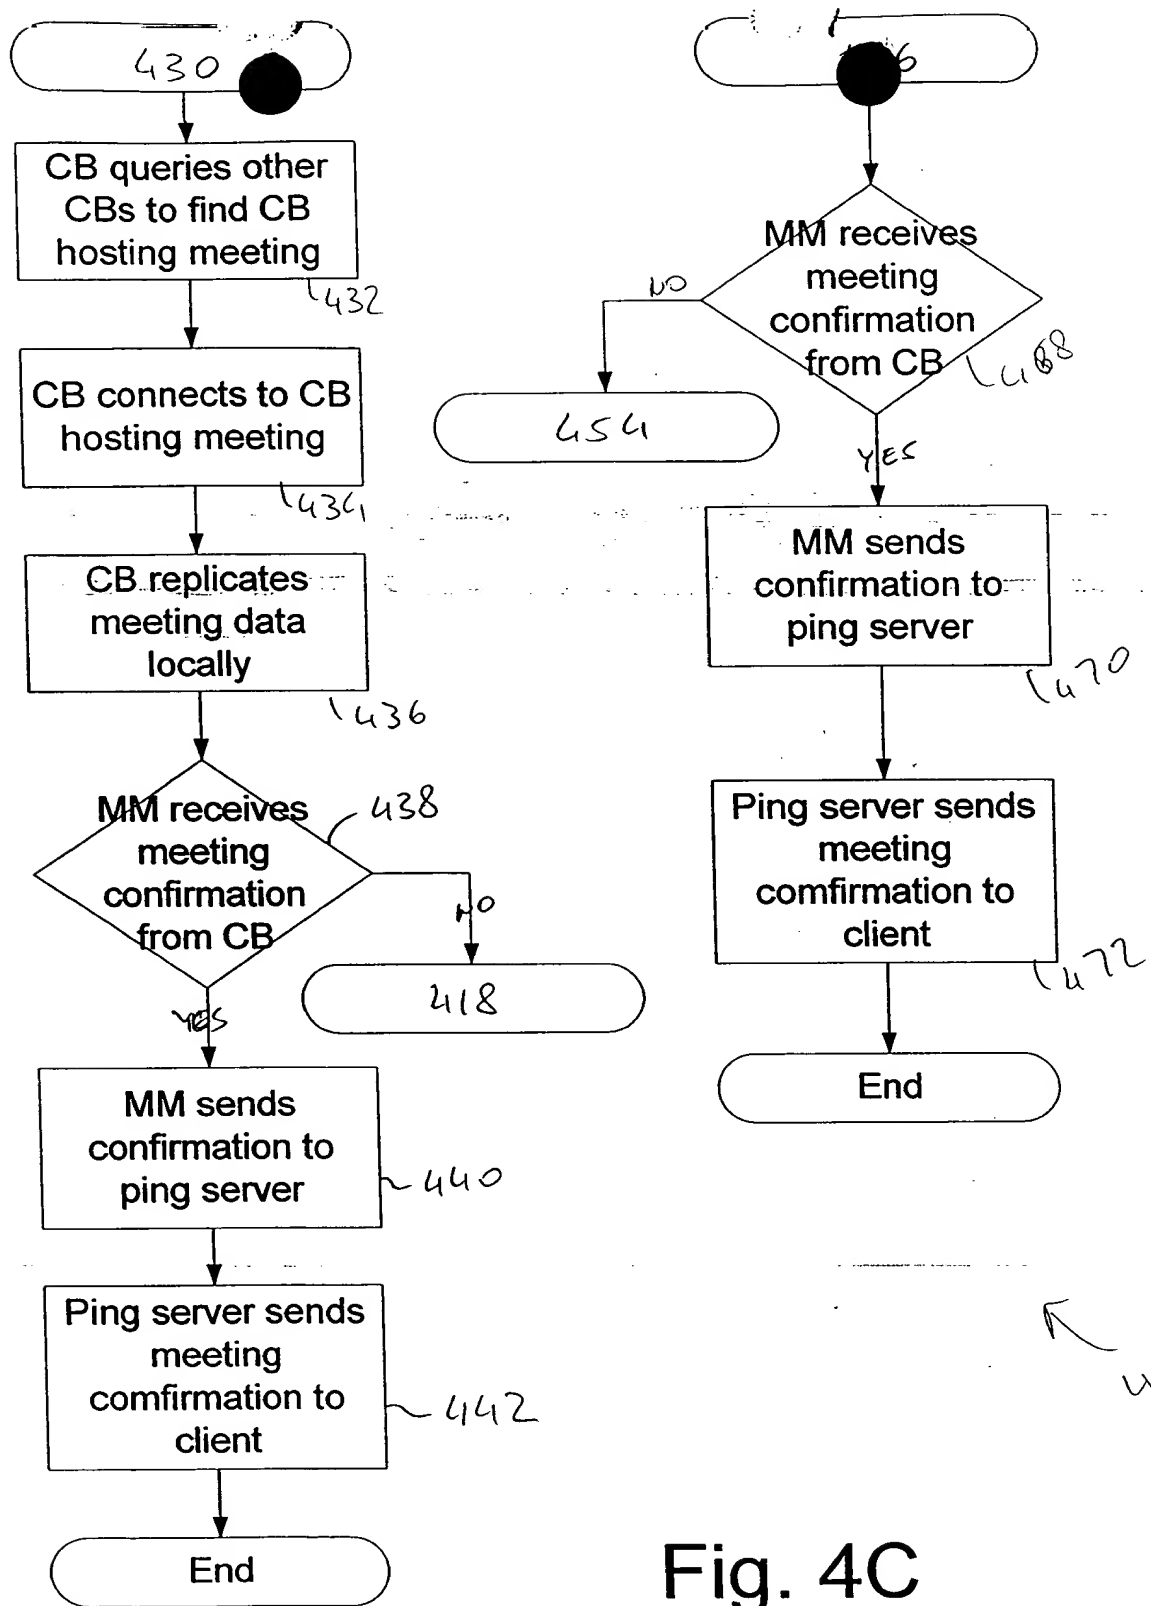 430
CB queries other
CBs to find CB
hosting meeting
432
CB connects to CB
hosting meeting
434
CB replicates
meeting data
locally
436
MM receives
meeting
confirmation
from CB
438
NO
418
YES
MM sends
confirmation to
ping server
440
Ping server sends
meeting
comfirmation to
client
442
End
MM receives
meeting
confirmation
from CB
NO
454
YES
MM sends
confirmation to
ping server
470
Ping server sends
meeting
comfirmation to
client
472
End
Fig. 4C